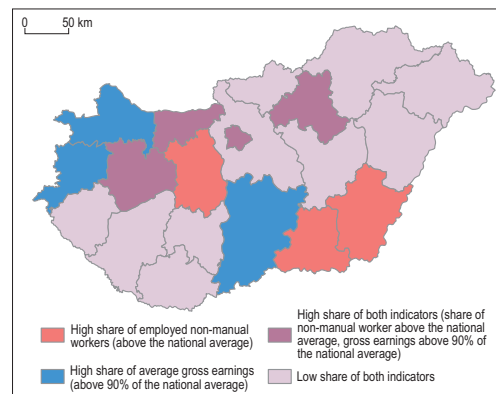 0 50 km
High share of employed non-manual
workers (above the national average)
High share of average gross earnings
(above 90% of the national average)
High share of both indicators (share of
non-manual worker above the national
average, gross earnings above 90% of
the national average)
Low share of both indicators